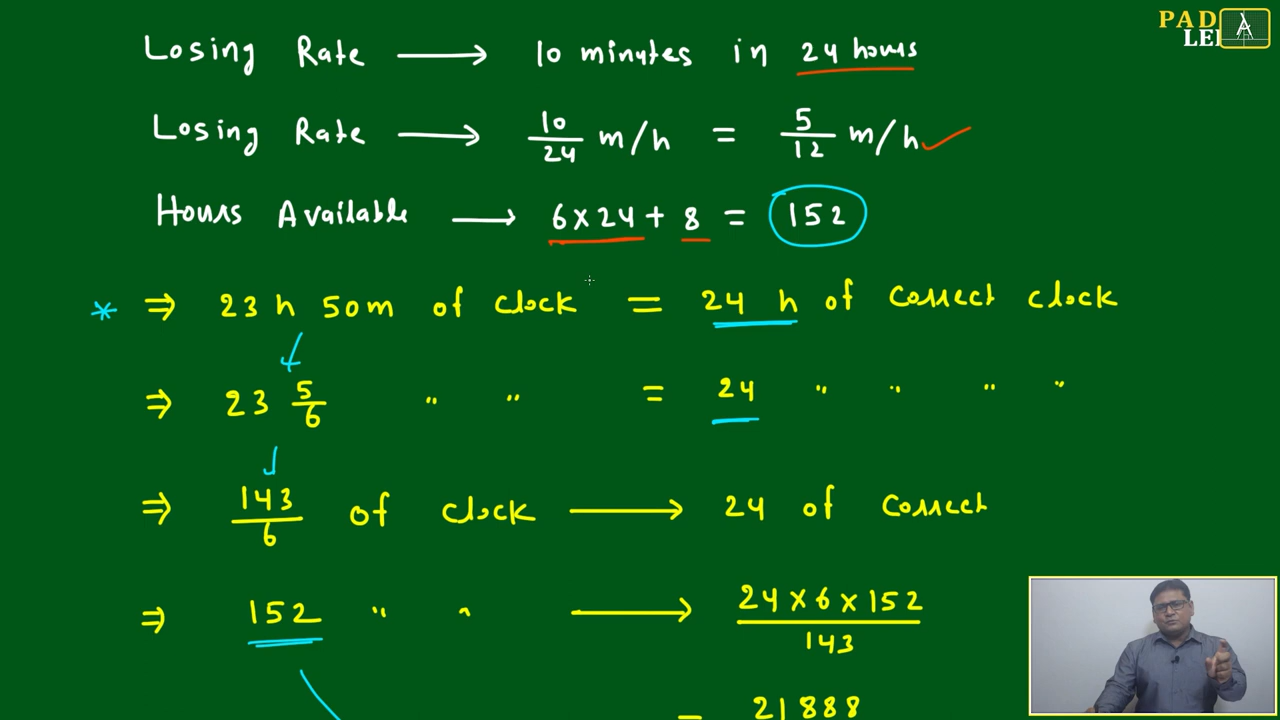 PAD
LE
Losing Rate ⟶ 10 minutes in 24 hours
Losing Rate ⟶ 10/24 m/h = 5/12 m/h ✓
Hours Available ⟶ 6×24+ 8 = 152
* ⇒ 23 h 50m of clock = 24 h of correct clock
⇒ 23 5/6 " " = 24 " " " "
⇒ 143/6 of clock ⟶ 24 of correct
⇒ 152 " " ⟶ 24×6×152/143
= 21888